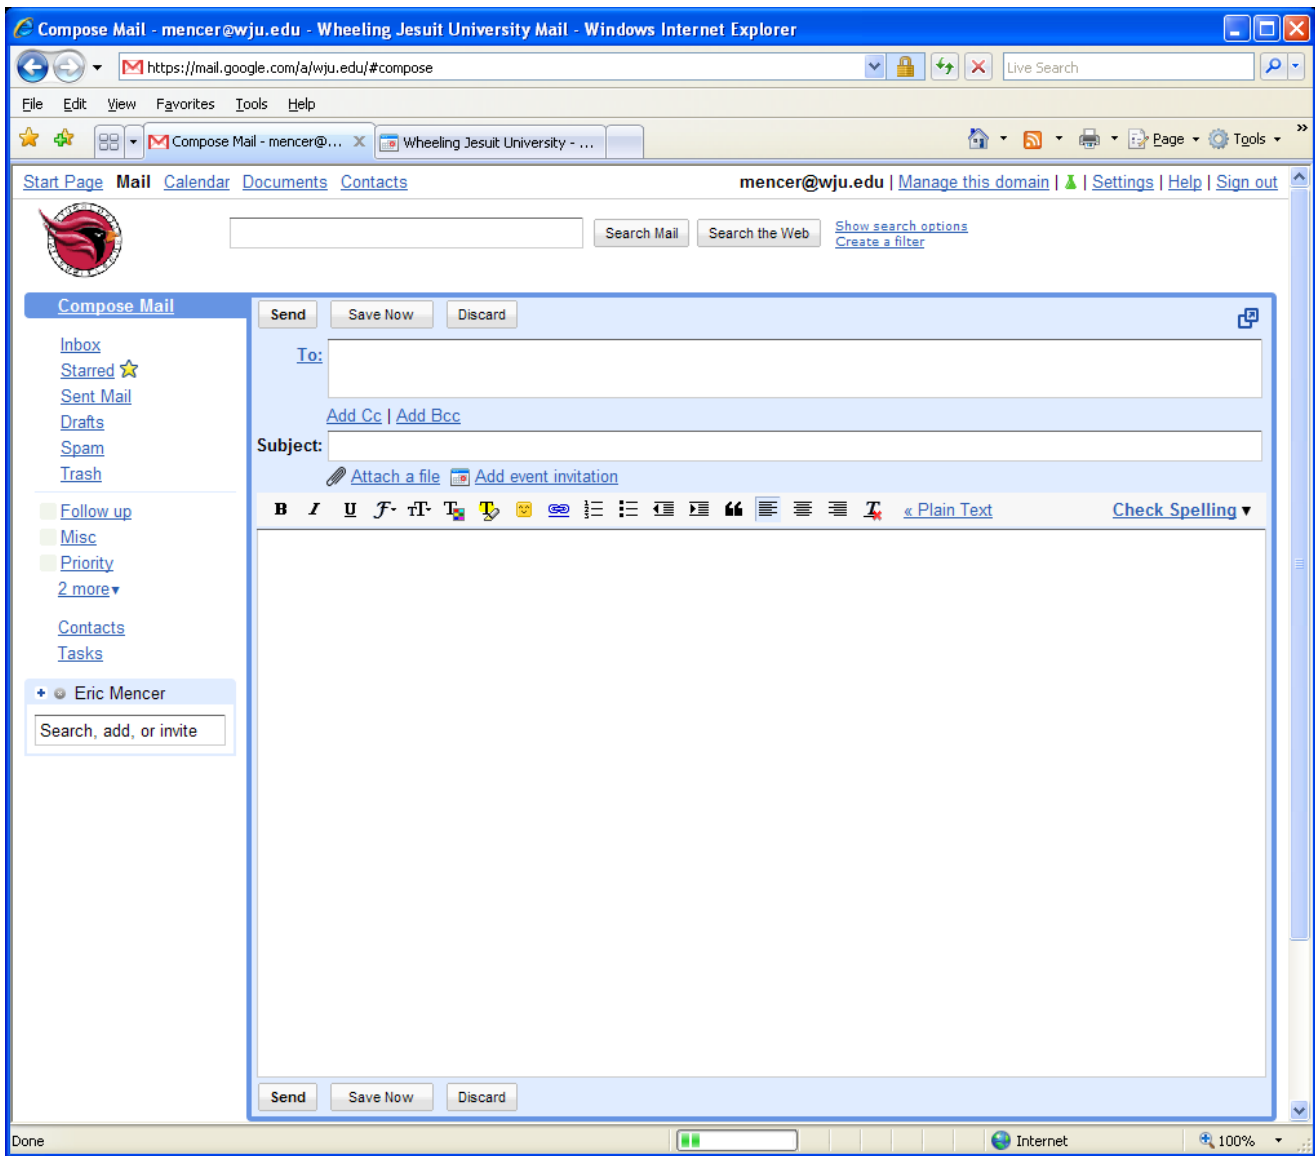 Compose Mail - mencer@wju.edu - Wheeling Jesuit University Mail - Windows Internet Explorer
https://mail.google.com/a/wju.edu/#compose Live Search
File Edit View Favorites Tools Help
Compose Mail - mencer@... X Wheeling Jesuit University - ... Page Tools »
Start Page Mail Calendar Documents Contacts mencer@wju.edu | Manage this domain | | Settings | Help | Sign out
Search Mail Search the Web Show search options
Create a filter
Compose Mail
Inbox
Starred
Sent Mail
Drafts
Spam
Trash
Follow up
Misc
Priority
2 more▾
Contacts
Tasks
Eric Mencer
Search, add, or invite
Send Save Now Discard
To:
Add Cc | Add Bcc
Subject:
Attach a file Add event invitation
B I U F T T T T « Plain Text Check Spelling ▼
Send Save Now Discard
Done Internet 100%